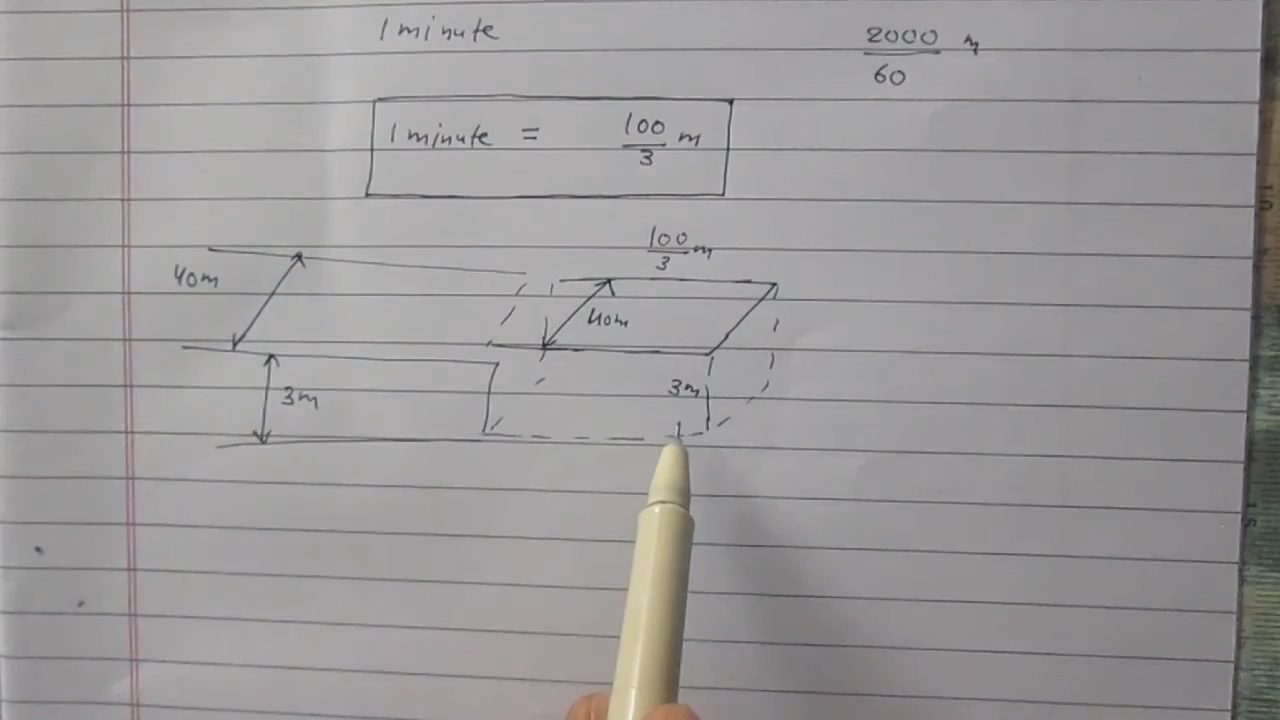 1 minute
2000 m
60
1 minute = 100 m
3
100 m
3
40m
40m
3m
3m